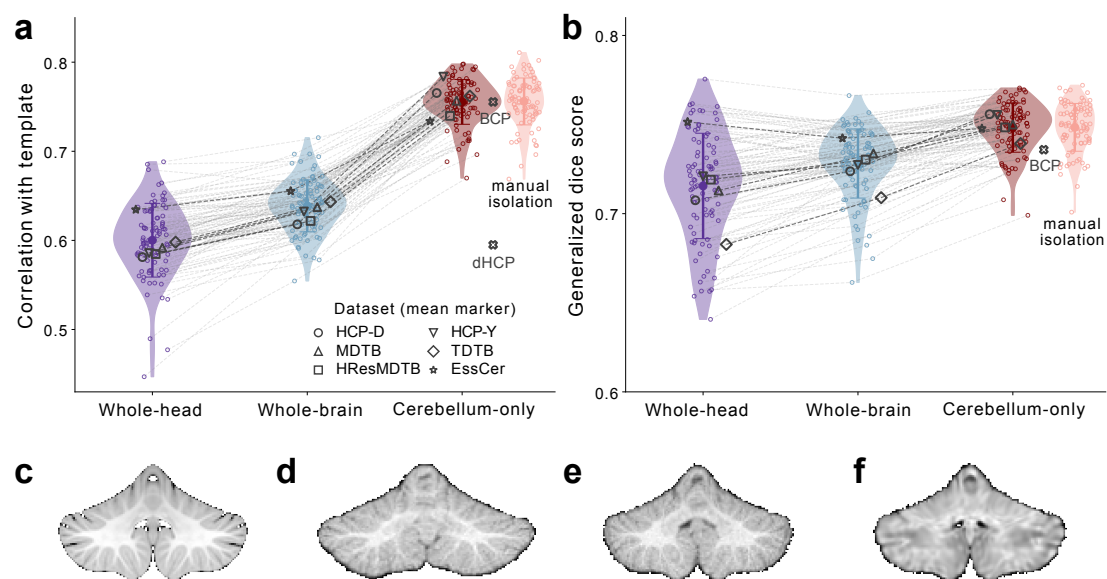 a
b
Correlation with template
0.8
0.7
0.6
0.5
BCP
manual
isolation
dHCP
Dataset (mean marker)
HCP-D
HCP-Y
MDTB
TDTB
HResMDTB
EssCer
Whole-head
Whole-brain
Cerebellum-only
Generalized dice score
0.8
0.7
0.6
BCP
manual
isolation
Whole-head
Whole-brain
Cerebellum-only
c
d
e
f